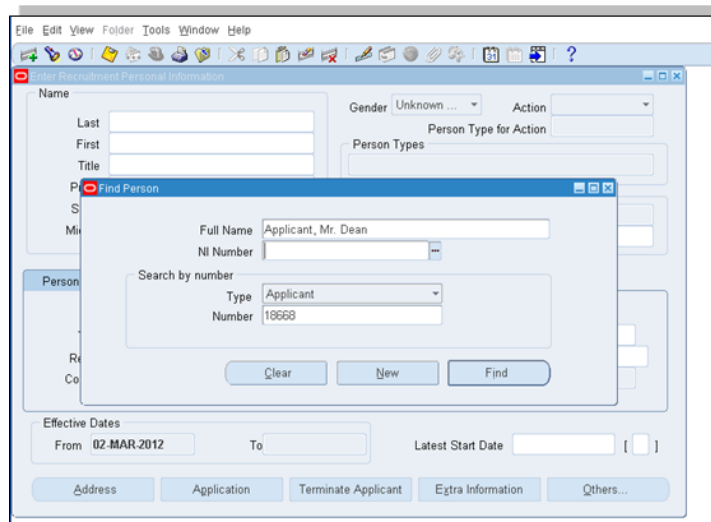 File Edit View Folder Tools Window Help
Enter Recruitment Personal Information
Name
Gender Unknown ... Action
Last
Person Type for Action
First
Person Types
Title
Find Person
Full Name Applicant, Mr. Dean
NI Number
Search by number
Type Applicant
Number 18668
Clear New Find
Person
Effective Dates
From 02-MAR-2012 To Latest Start Date [ ]
Address Application Terminate Applicant Extra Information Others...